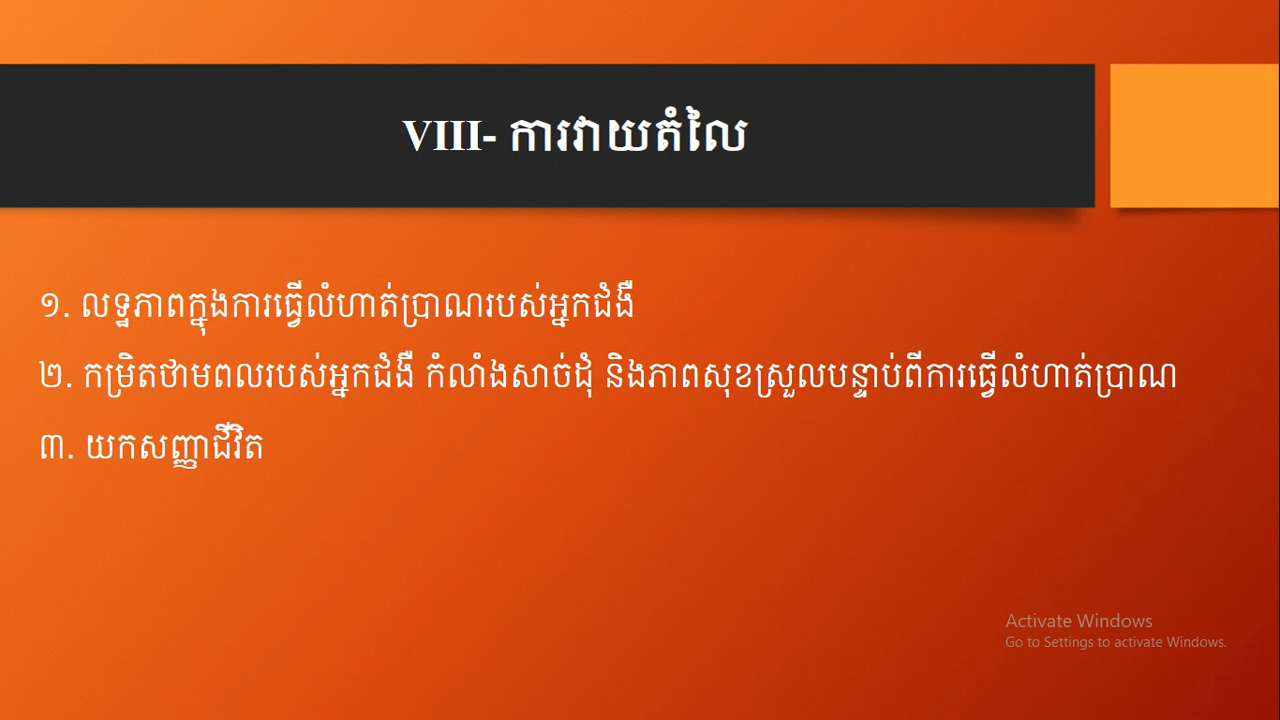 VIII- ការវាយតំលៃ
១. លទ្ឋភាពក្នុងការធ្វើលំហាត់ប្រាណរបស់អ្នកជំងឺ
២. កម្រិតថាមពលរបស់អ្នកជំងឺ កំលាំងសាច់ដុំ និងភាពសុខស្រួលបន្ទាប់ពីការធ្វើលំហាត់ប្រាណ
៣. យកសញ្ញាជីវិត
Activate Windows
Go to Settings to activate Windows.